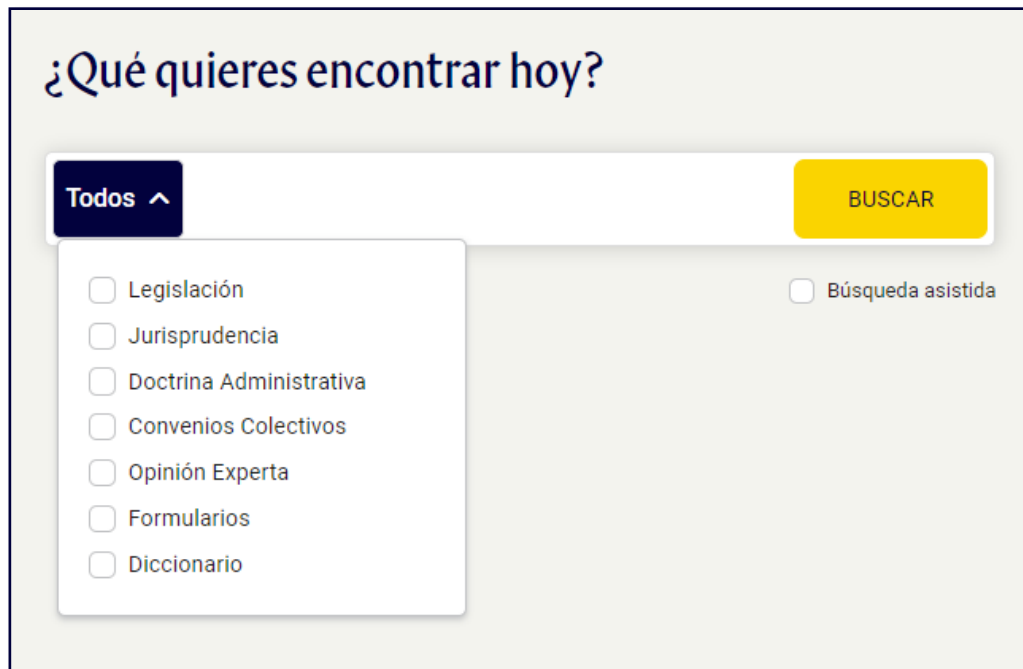 ¿Qué quieres encontrar hoy?
Todos
BUSCAR
Legislación
Búsqueda asistida
Jurisprudencia
Doctrina Administrativa
Convenios Colectivos
Opinión Experta
Formularios
Diccionario